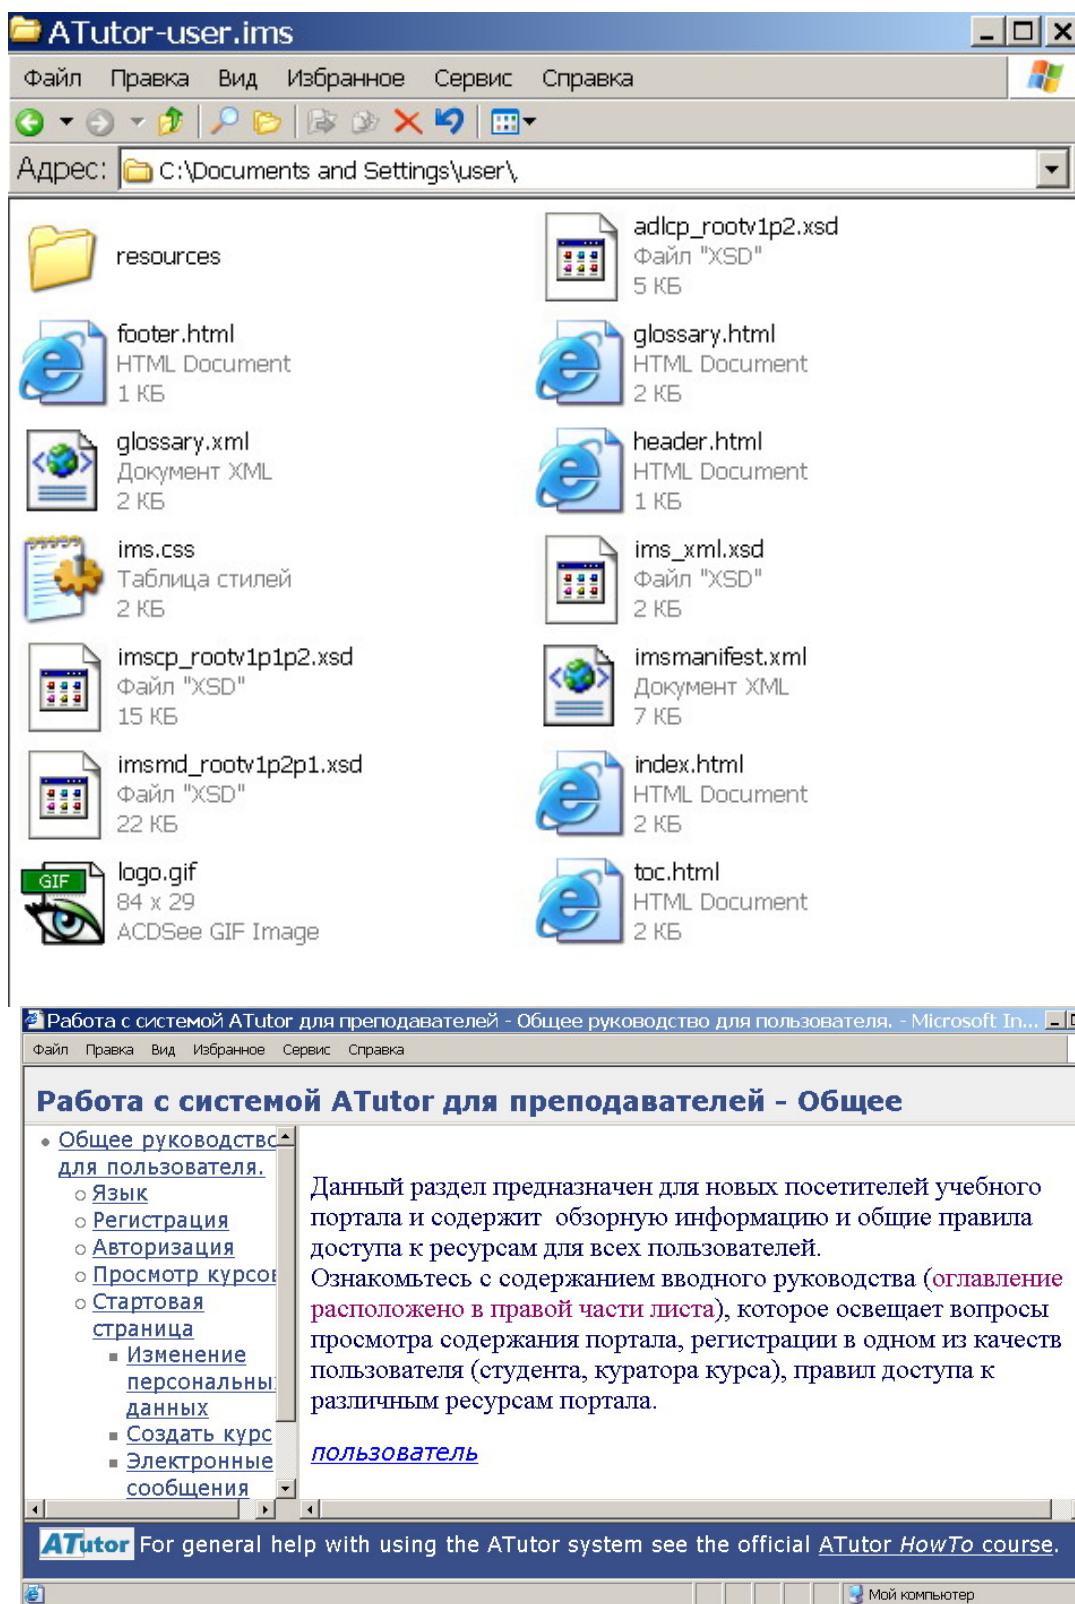 ATutor-user.ims
Файл Правка Вид Избранное Сервис Справка
Адрес: C:\Documents and Settings\user\
resources
adlcp_rootv1p2.xsd
Файл "XSD"
5 КБ
footer.html
HTML Document
1 КБ
glossary.html
HTML Document
2 КБ
glossary.xml
Документ XML
2 КБ
header.html
HTML Document
1 КБ
ims.css
Таблица стилей
2 КБ
ims_xml.xsd
Файл "XSD"
2 КБ
imscp_rootv1p1p2.xsd
Файл "XSD"
15 КБ
imsmanifest.xml
Документ XML
7 КБ
imsmd_rootv1p2p1.xsd
Файл "XSD"
22 КБ
index.html
HTML Document
2 КБ
GIF
logo.gif
84 x 29
ACDSee GIF Image
toc.html
HTML Document
2 КБ
Работа с системой ATutor для преподавателей - Общее руководство для пользователя. - Microsoft In...
Файл Правка Вид Избранное Сервис Справка
Работа с системой ATutor для преподавателей - Общее
Общее руководство
для пользователя.
Язык
Регистрация
Авторизация
Просмотр курсов
Стартовая
страница
Изменение
персональны
данных
Создать курс
Электронные
сообщения
Данный раздел предназначен для новых посетителей учебного
портала и содержит обзорную информацию и общие правила
доступа к ресурсам для всех пользователей.
Ознакомьтесь с содержанием вводного руководства (оглавление
расположено в правой части листа), которое освещает вопросы
просмотра содержания портала, регистрации в одном из качеств
пользователя (студента, куратора курса), правил доступа к
различным ресурсам портала.
пользователь
ATutor For general help with using the ATutor system see the official ATutor HowTo course.
Мой компьютер